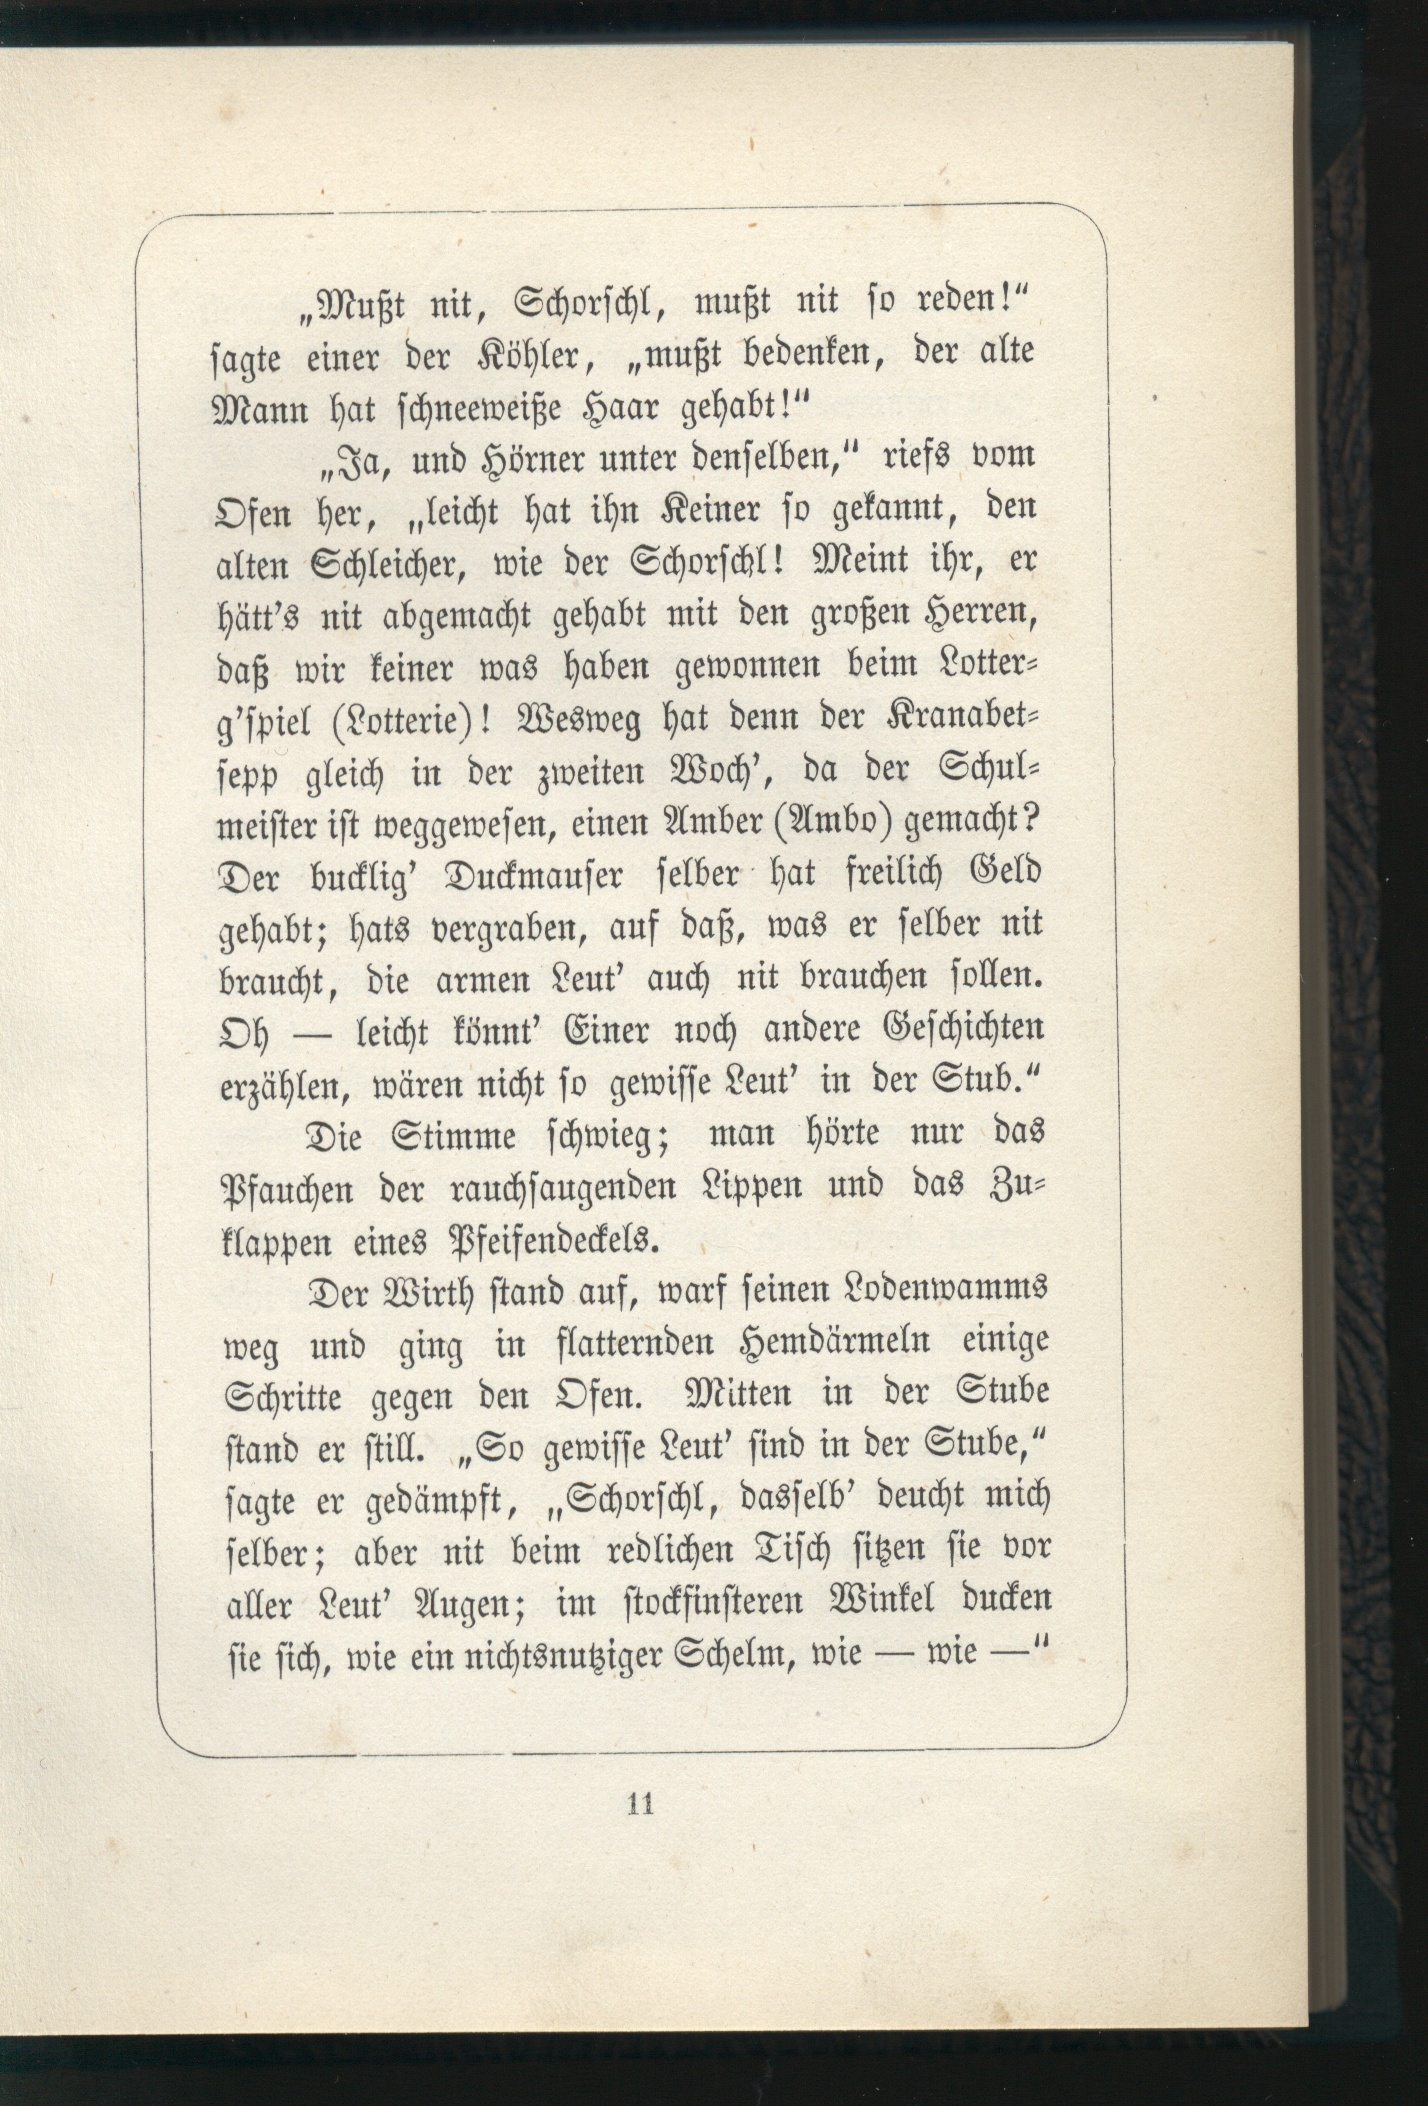 „Mußt nit, Schorschl, mußt nit so reden!“
sagte einer der Köhler, „mußt bedenken, der alte
Mann hat schneeweiße Haar gehabt!“
„Ja, und Hörner unter denselben,“ riefs vom
Ofen her, „leicht hat ihn Keiner so gekannt, den
alten Schleicher, wie der Schorschl! Meint ihr, er
hätt’s nit abgemacht gehabt mit den großen Herren,
daß wir keiner was haben gewonnen beim Lotter-
g’spiel (Lotterie)! Wesweg hat denn der Kranabet-
sepp gleich in der zweiten Woch’, da der Schul-
meister ist weggewesen, einen Amber (Ambo) gemacht?
Der bucklig’ Duckmauser selber hat freilich Geld
gehabt; hats vergraben, auf daß, was er selber nit
braucht, die armen Leut’ auch nit brauchen sollen.
Oh — leicht könnt’ Einer noch andere Geschichten
erzählen, wären nicht so gewisse Leut’ in der Stub.“
Die Stimme schwieg; man hörte nur das
Pfauchen der rauchsaugenden Lippen und das Zu-
klappen eines Pfeifendeckels.
Der Wirth stand auf, warf seinen Lodenwamms
weg und ging in flatternden Hemdärmeln einige
Schritte gegen den Ofen. Mitten in der Stube
stand er still. „So gewisse Leut’ sind in der Stube,“
sagte er gedämpft, „Schorschl, dasselb’ deucht mich
selber; aber nit beim redlichen Tisch sitzen sie vor
aller Leut’ Augen; im stockfinsteren Winkel ducken
sie sich, wie ein nichtsnutziger Schelm, wie — wie —“
11